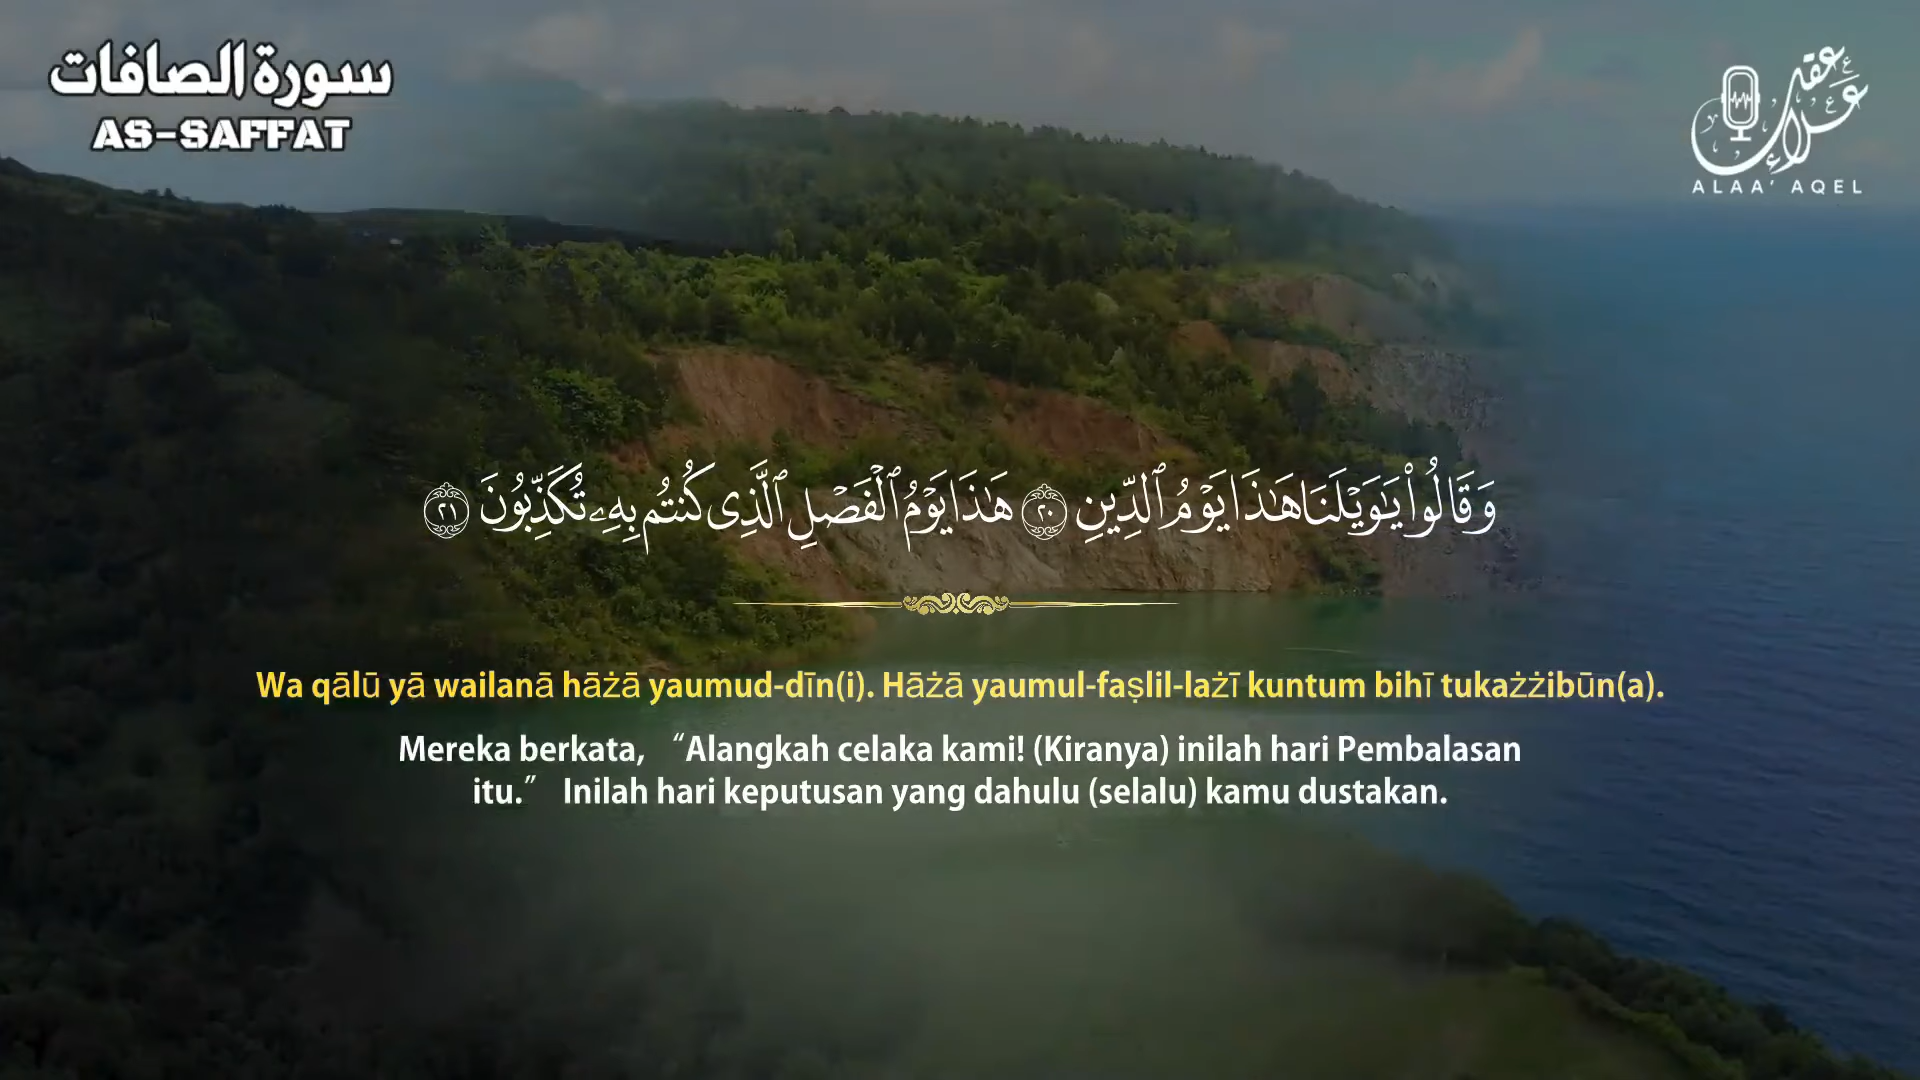 سورة الصافات
AS-SAFFAT
علاء عقل
ALAA' AQEL
وَقَالُوا۟ يَـٰوَيْلَنَا هَـٰذَا يَوْمُ ٱلدِّينِ ٢٠ هَـٰذَا يَوْمُ ٱلْفَصْلِ ٱلَّذِى كُنتُم بِهِۦ تُكَذِّبُونَ ٢١
Wa qālū yā wailanā hāżā yaumud-dīn(i). Hāżā yaumul-faṣlil-lażī kuntum bihī tukażżibūn(a).
Mereka berkata, “Alangkah celaka kami! (Kiranya) inilah hari Pembalasan
itu.” Inilah hari keputusan yang dahulu (selalu) kamu dustakan.